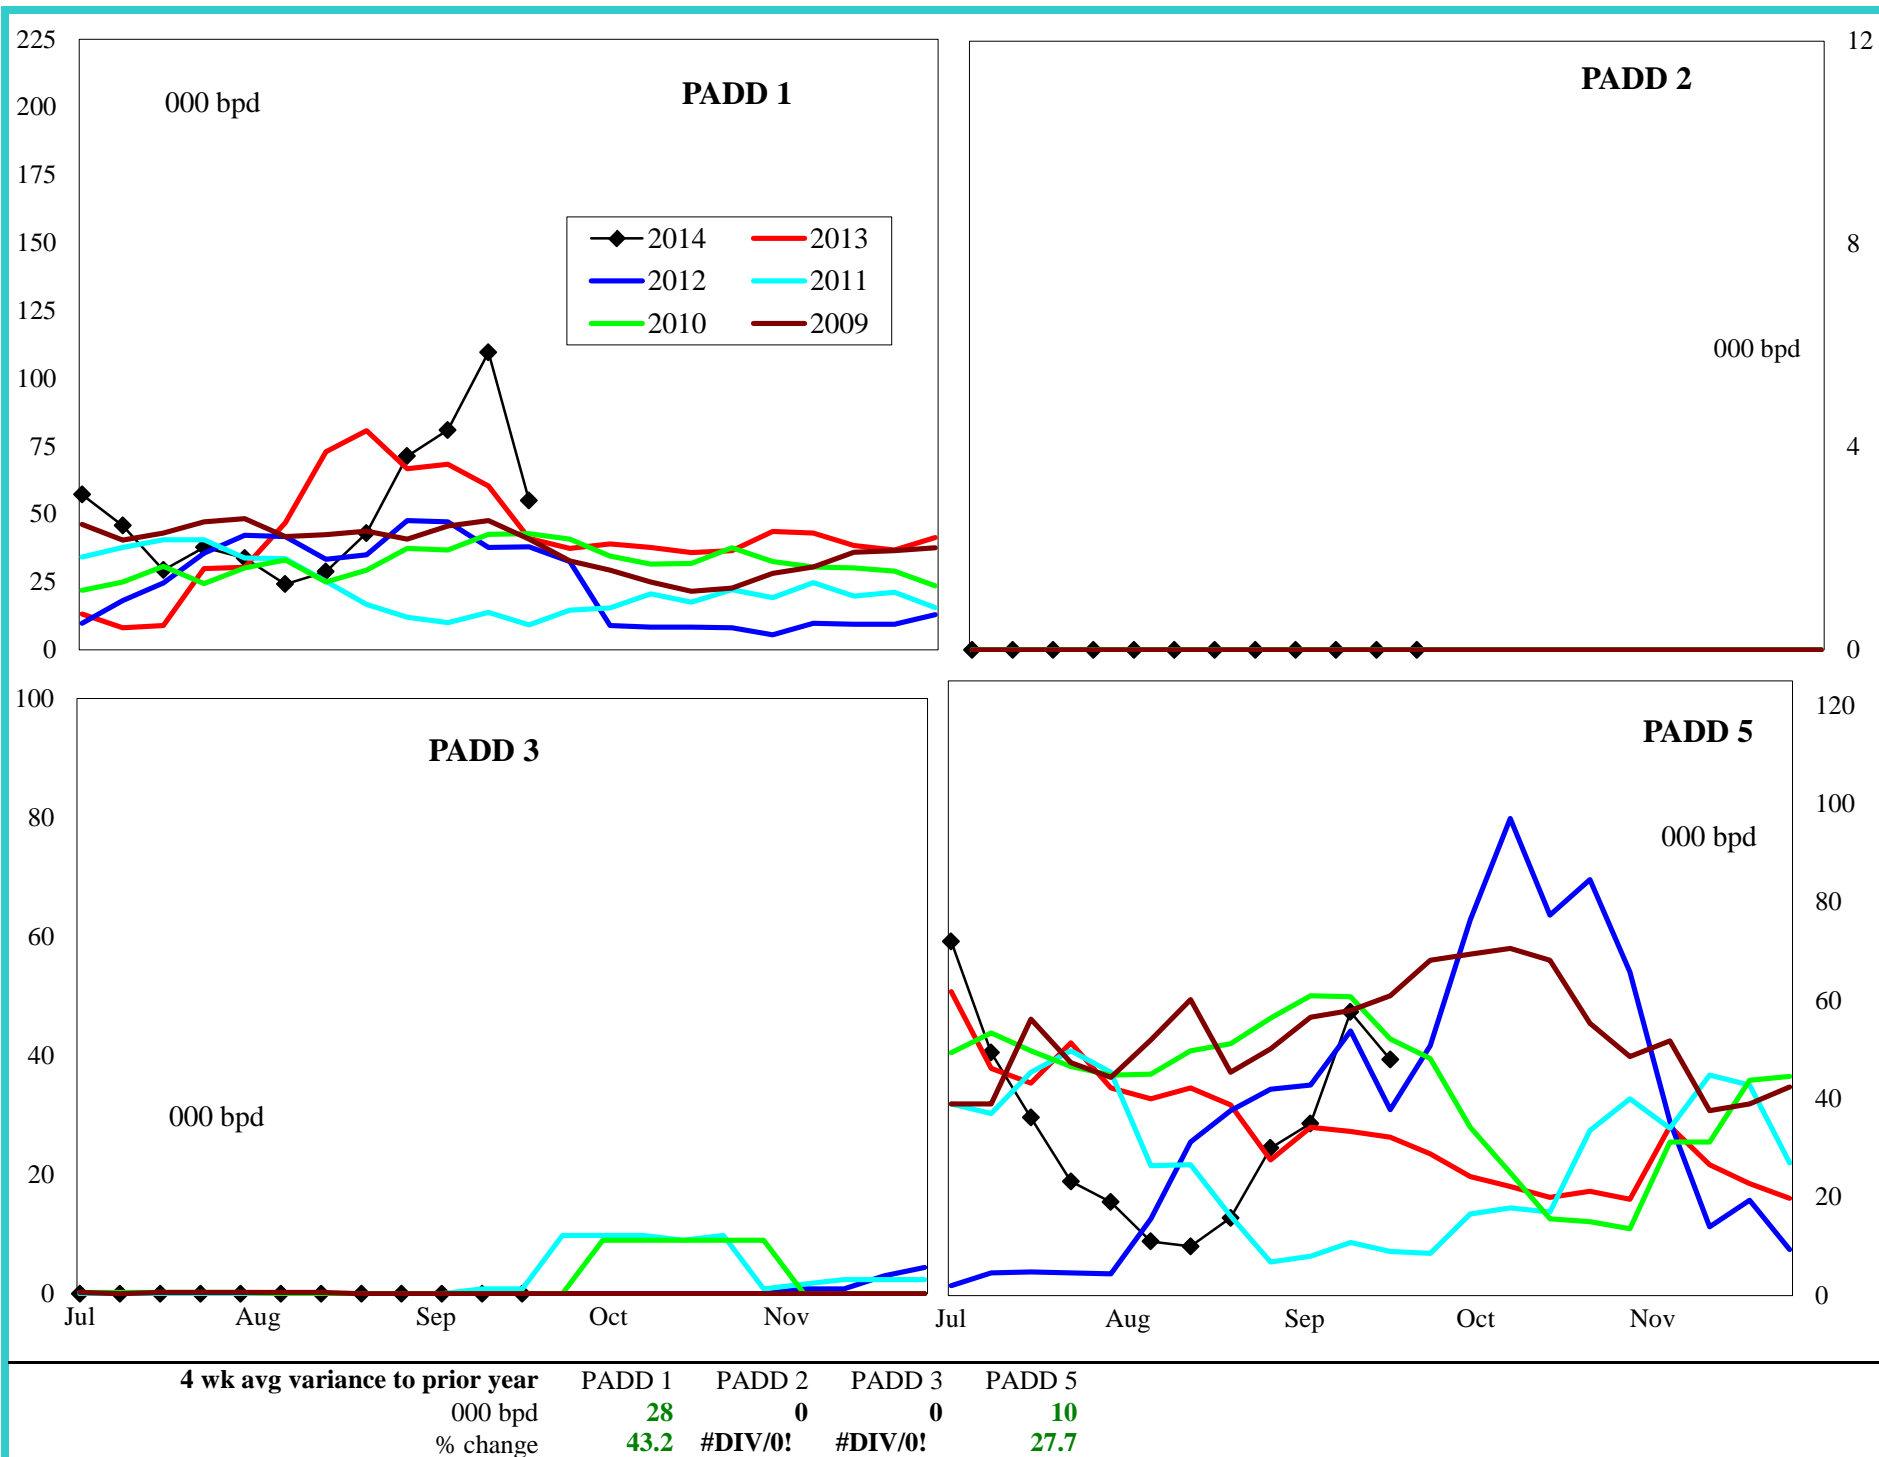 225
200
175
150
125
100
75
50
25
0
000 bpd
PADD 1
2014 2013
2012 2011
2010 2009
PADD 2
000 bpd
12
8
4
0
100
80
60
40
20
0
PADD 3
000 bpd
Jul Aug Sep Oct Nov
PADD 5
000 bpd
120
100
80
60
40
20
0
Jul Aug Sep Oct Nov
4 wk avg variance to prior year PADD 1 PADD 2 PADD 3 PADD 5
000 bpd 28 0 0 10
% change 43.2 #DIV/0! #DIV/0! 27.7